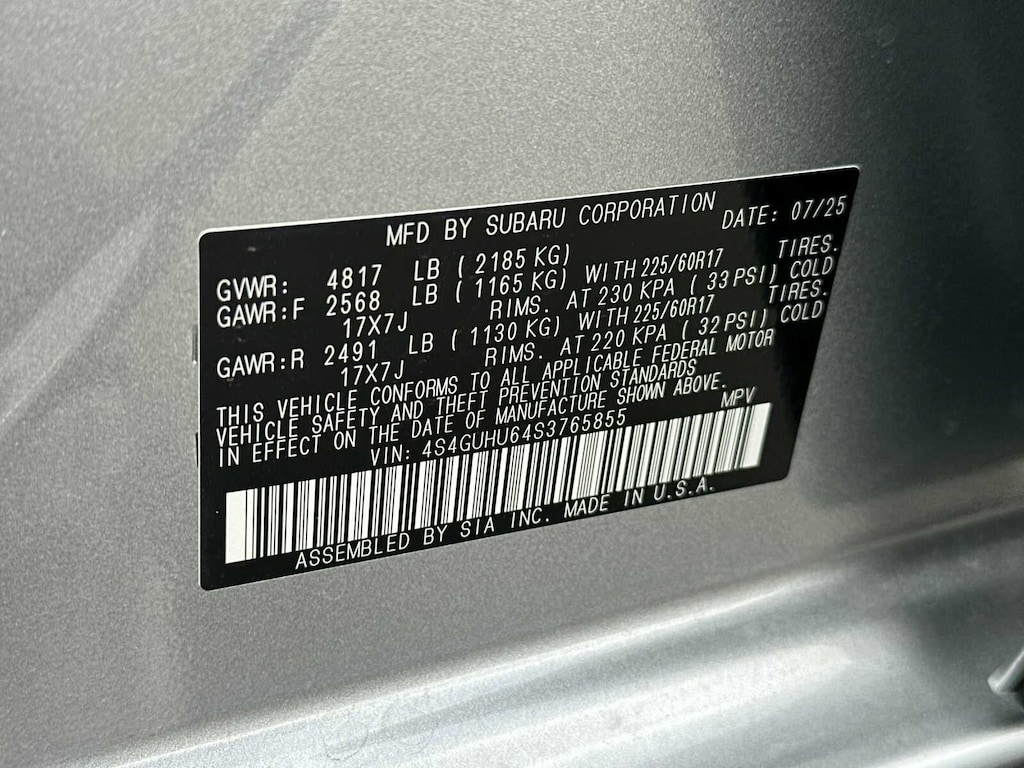 MFD BY SUBARU CORPORATION DATE: 07/25
GVWR: 4817 LB (2185 KG)
GAWR:F 2568 LB (1165 KG) WITH 225/60R17 TIRES.
17X7J RIMS. AT 230 KPA (33 PSI) COLD
GAWR:R 2491 LB (1130 KG) WITH 225/60R17 TIRES.
17X7J RIMS. AT 220 KPA (32 PSI) COLD
THIS VEHICLE CONFORMS TO ALL APPLICABLE FEDERAL MOTOR
VEHICLE SAFETY AND THEFT PREVENTION STANDARDS
IN EFFECT ON THE DATE OF MANUFACTURE SHOWN ABOVE.
VIN: 4S4GUHU64S3765855 MPV
ASSEMBLED BY SIA INC. MADE IN U.S.A.